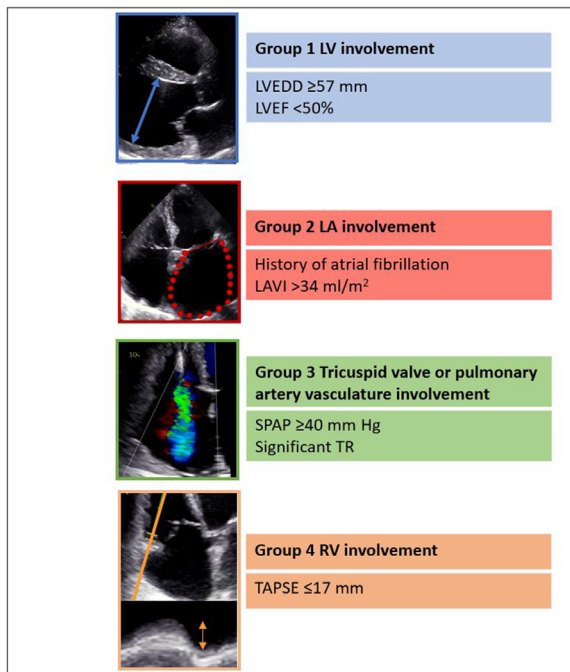 Group 1 LV involvement
LVEDD ≥57 mm
LVEF <50%
Group 2 LA involvement
History of atrial fibrillation
LAVI >34 ml/m²
Group 3 Tricuspid valve or pulmonary
artery vasculature involvement
SPAP ≥40 mm Hg
Significant TR
Group 4 RV involvement
TAPSE ≤17 mm